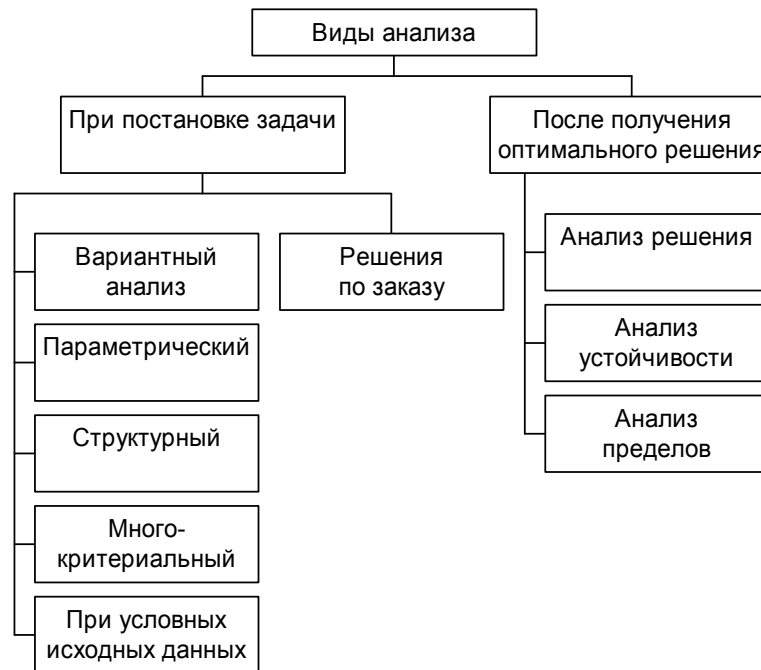 Виды анализа
При постановке задачи
После получения
оптимального решения
Вариантный
анализ
Решения
по заказу
Анализ решения
Параметрический
Анализ
устойчивости
Структурный
Анализ
пределов
Много-
критериальный
При условных
исходных данных